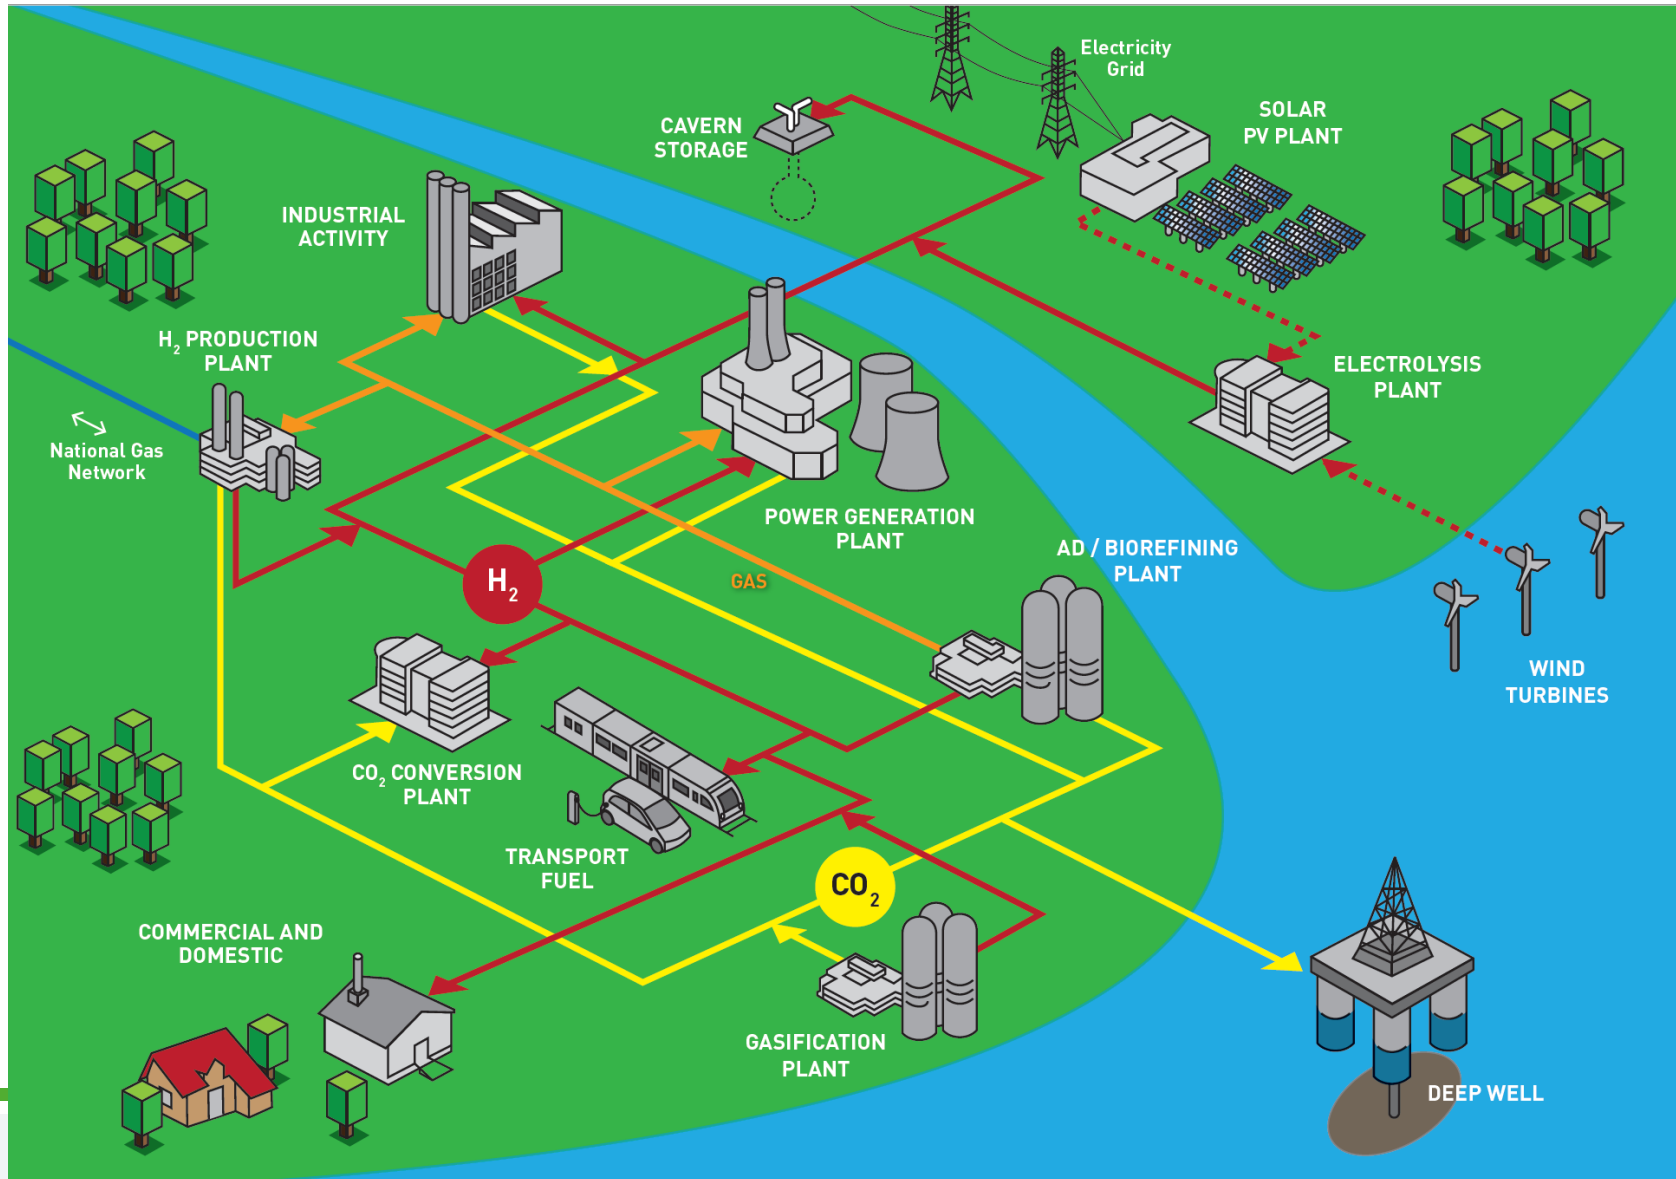 Electricity
Grid
SOLAR
PV PLANT
CAVERN
STORAGE
INDUSTRIAL
ACTIVITY
H₂ PRODUCTION
PLANT
ELECTROLYSIS
PLANT
National Gas
Network
POWER GENERATION
PLANT
AD / BIOREFINING
PLANT
H₂
GAS
WIND
TURBINES
CO₂ CONVERSION
PLANT
TRANSPORT
FUEL
CO₂
COMMERCIAL AND
DOMESTIC
GASIFICATION
PLANT
DEEP WELL